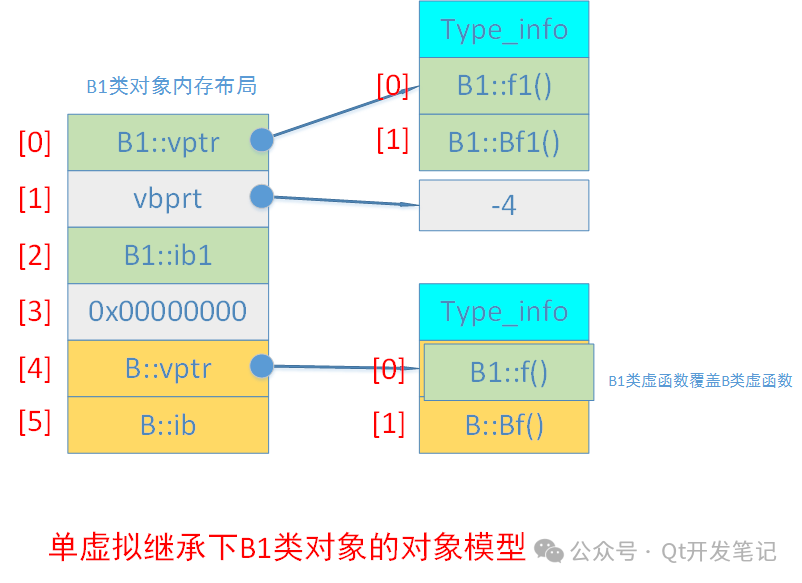 Type_info
B1类对象内存布局
[0] B1::f1()
[0] B1::vptr
[1] B1::Bf1()
[1] vbprt
-4
[2] B1::ib1
[3] 0x00000000
Type_info
[4] B::vptr
[0] B1::f()
B1类虚函数覆盖B类虚函数
[5] B::ib
[1] B::Bf()
单虚拟继承下B1类对象的对象模型
公众号 · Qt开发笔记